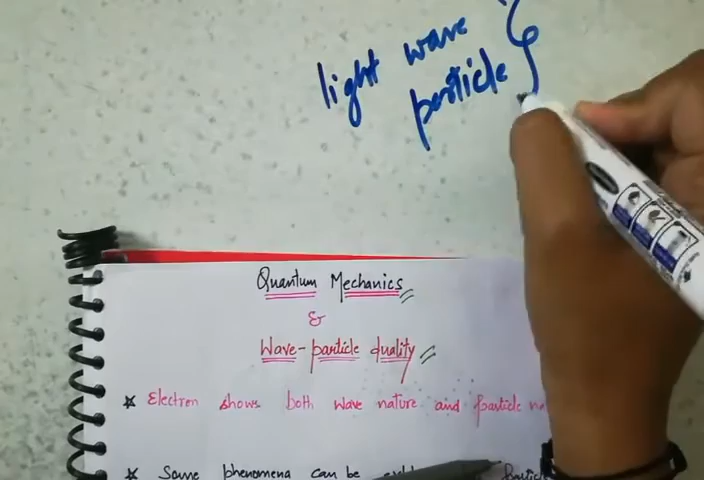 light wave
particle
Quantum Mechanics
&
Wave-particle duality
Electron shows both wave nature and particle
Some phenomena can be